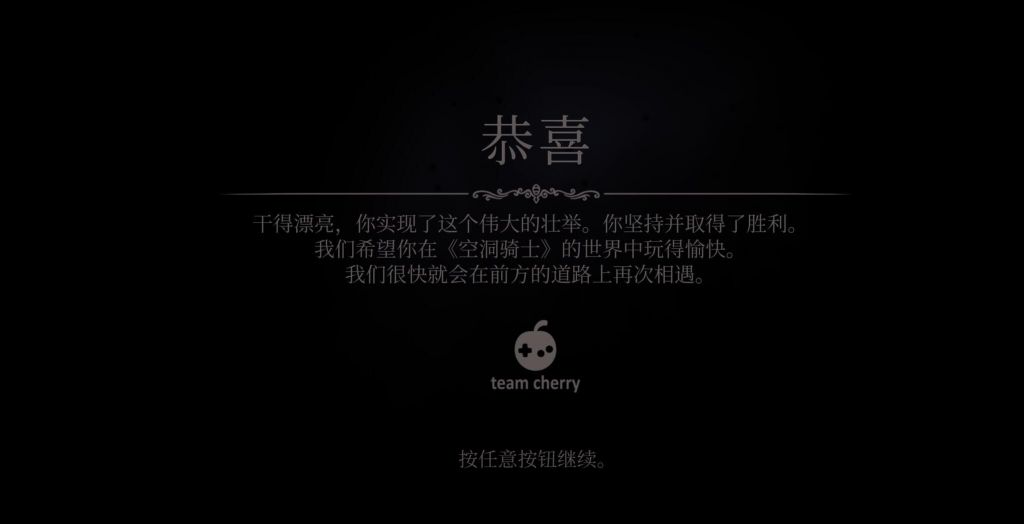 恭喜
干得漂亮，你实现了这个伟大的壮举。你坚持并取得了胜利。
我们希望你在《空洞骑士》的世界中玩得愉快。
我们很快就会在前方的道路上再次相遇。
team cherry
按任意按钮继续。